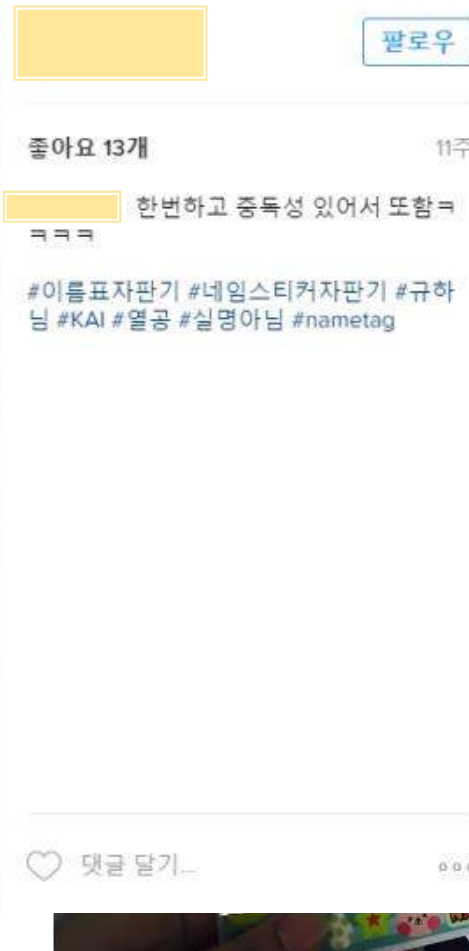 팔로우
좋아요 13개
11주
한번하고 중독성 있어서 또함ㅋ
ㅋㅋㅋ
#이름표자판기 #네임스티커자판기 #규하
님 #KAI #열공 #실명아님 #nametag
댓글 달기...